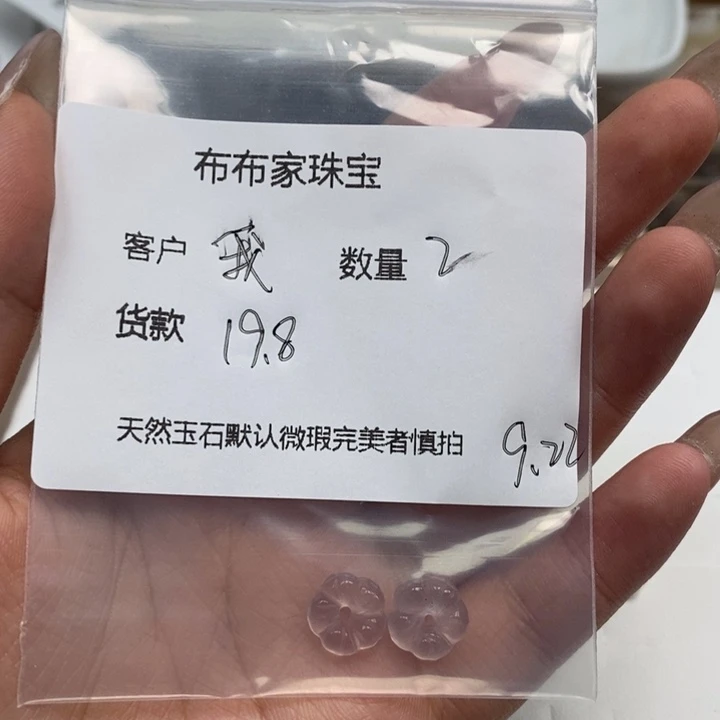 布布家珠宝
客户 我 数量 2
货款 19.8
天然玉石默认微瑕完美者慎拍 9.22